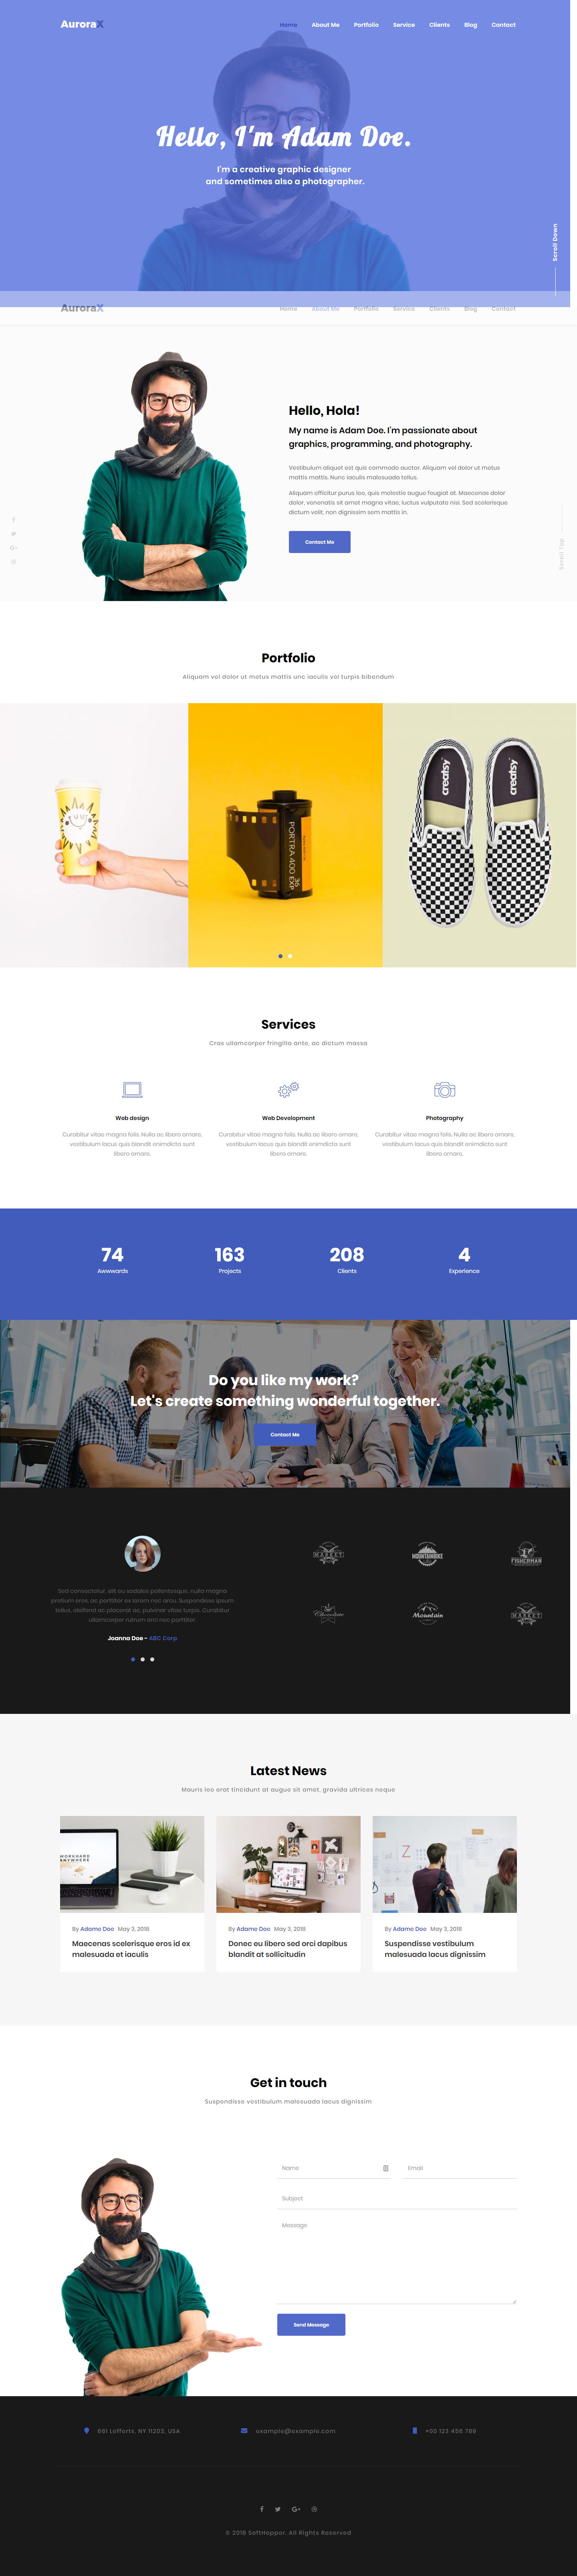 AuroraX
Home About Me Portfolio Service Clients Blog Contact
Hello, I'm Adam Doe.
I'm a creative graphic designer
and sometimes also a photographer.
Scroll Down
AuroraX
Home About Me Portfolio Service Clients Blog Contact
Hello, Hola!
My name is Adam Doe. I'm passionate about
graphics, programming, and photography.
Vestibulum aliquet est quis commodo auctor. Aliquam vel dolor ut metus
mattis mattis. Nunc iaculis malesuada tellus.
Aliquam efficitur purus leo, quis molestie augue feugiat at. Maecenas dolor
dolor, venenatis sit amet magna vitae, luctus vulputate nisi. Sed scelerisque
dictum velit, non dignissim sem mattis in.
Contact Me
Scroll Top
Portfolio
Aliquam vel dolor ut metus mattis unc iaculis vel turpis bibendum
PORTRA 400
36 EXP
creatsy
creatsy
Services
Cras ullamcorper fringilla ante, ac dictum massa
Web design
Curabitur vitae magna felis. Nulla ac libero ornare,
vestibulum lacus quis blandit enimdicta sunt
libero ornare.
Web Development
Curabitur vitae magna felis. Nulla ac libero ornare,
vestibulum lacus quis blandit enimdicta sunt
libero ornare.
Photography
Curabitur vitae magna felis. Nulla ac libero ornare,
vestibulum lacus quis blandit enimdicta sunt
libero ornare.
74
Awwwards
163
Projects
208
Clients
4
Experience
Do you like my work?
Let's create something wonderful together.
Contact Me
Sed consectetur, elit eu sodales pellentesque, nulla magna
pretium eros, ac porttitor ex lorem nec arcu. Suspendisse ipsum
tellus, eleifend ac placerat ac, pulvinar vitae turpis. Curabitur
ullamcorper rutrum orci nec porttitor.
Joanna Doe - ABC Corp
MARKET
MOUNTAINBIKE
FISHERMAN
Chocolate
Mountain
MARKET
Latest News
Mauris leo erat tincidunt at augue sit amet, gravida ultrices neque
WORKHARD
ANYWHERE
By Adame Doe May 3, 2018
Maecenas scelerisque eros id ex
malesuada et iaculis
By Adame Doe May 3, 2018
Donec eu libero sed orci dapibus
blandit at sollicitudin
By Adame Doe May 3, 2018
Suspendisse vestibulum
malesuada lacus dignissim
Get in touch
Suspendisse vestibulum malesuada lacus dignissim
Name
Email
Subject
Message
Send Message
661 Lefferts, NY 11203, USA
example@example.com
+00 123 456 789
© 2018 SoftHopper. All Rights Reserved